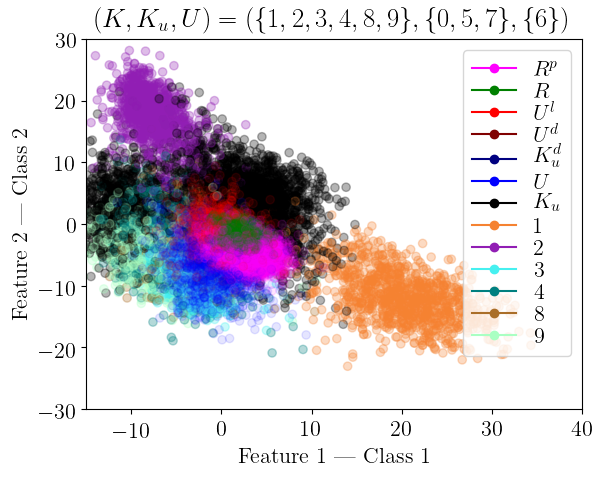 (K, K_u, U) = ({1, 2, 3, 4, 8, 9}, {0, 5, 7}, {6})
30
20
10
0
−10
−20
−30
−10
0
10
20
30
40
Feature 2 — Class 2
Feature 1 — Class 1
R^p
R
U^l
U^d
K_u^d
U
K_u
1
2
3
4
8
9